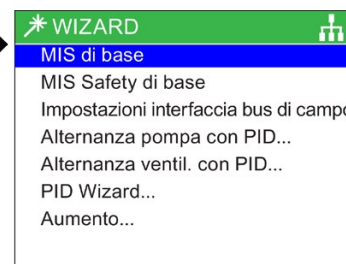 WIZARD
MIS di base
MIS Safety di base
Impostazioni interfaccia bus di campo
Alternanza pompa con PID...
Alternanza ventil. con PID...
PID Wizard...
Aumento...